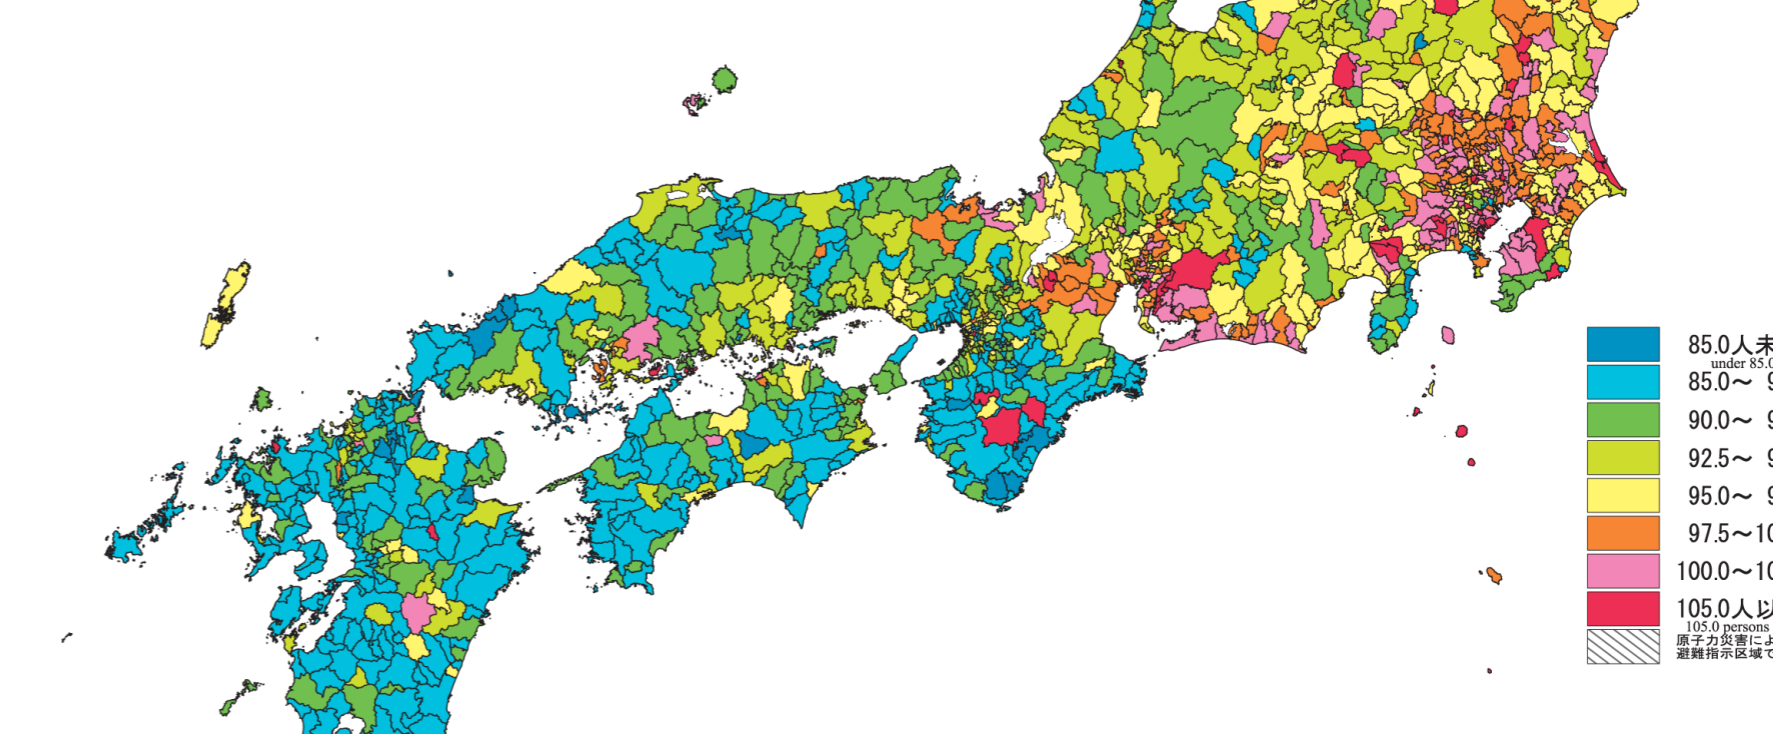 85.0人未
under 85.0
85.0～ 9
90.0～ 9
92.5～ 9
95.0～ 9
97.5～10
100.0～10
105.0人以
105.0 persons
原子力災害によ
避難指示区域で